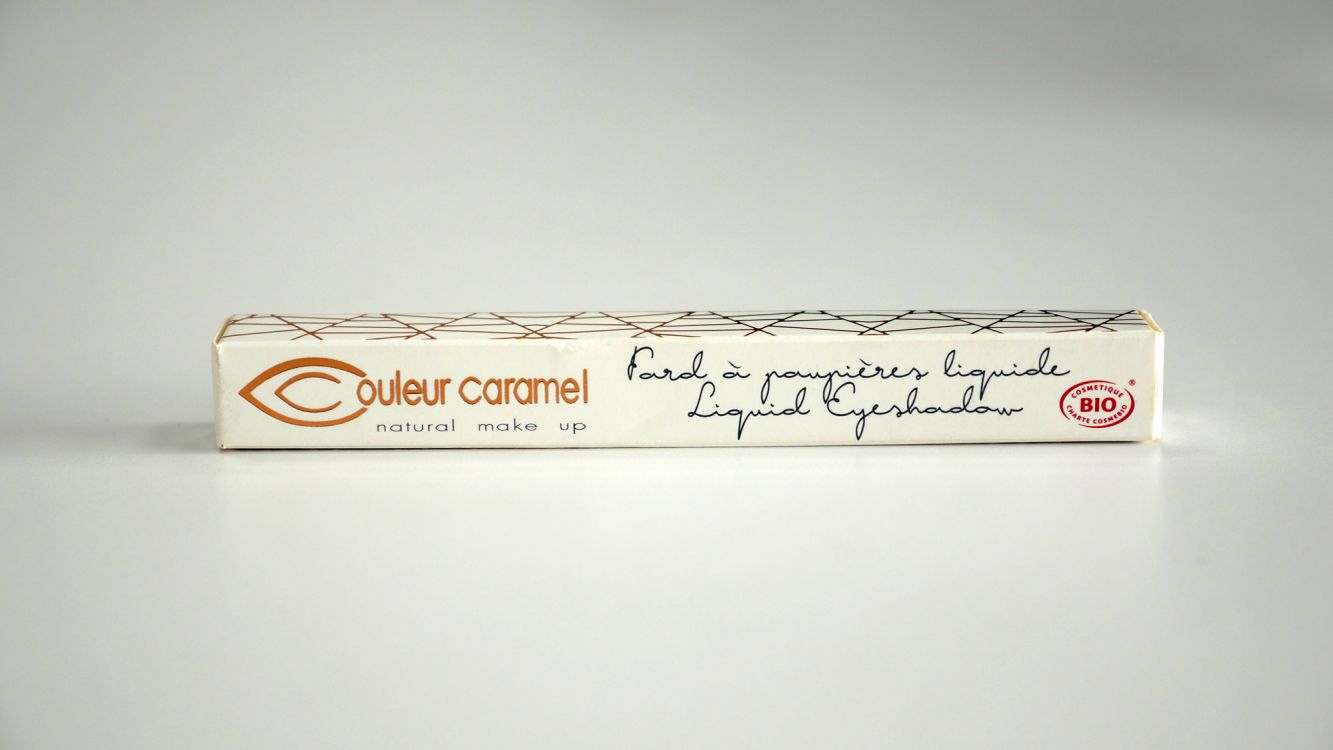 Couleur caramel
natural make up
Fard à paupières liquide
Liquid Eyeshadow
COSMETIQUE ®
BIO
CHARTE COSMEBIO